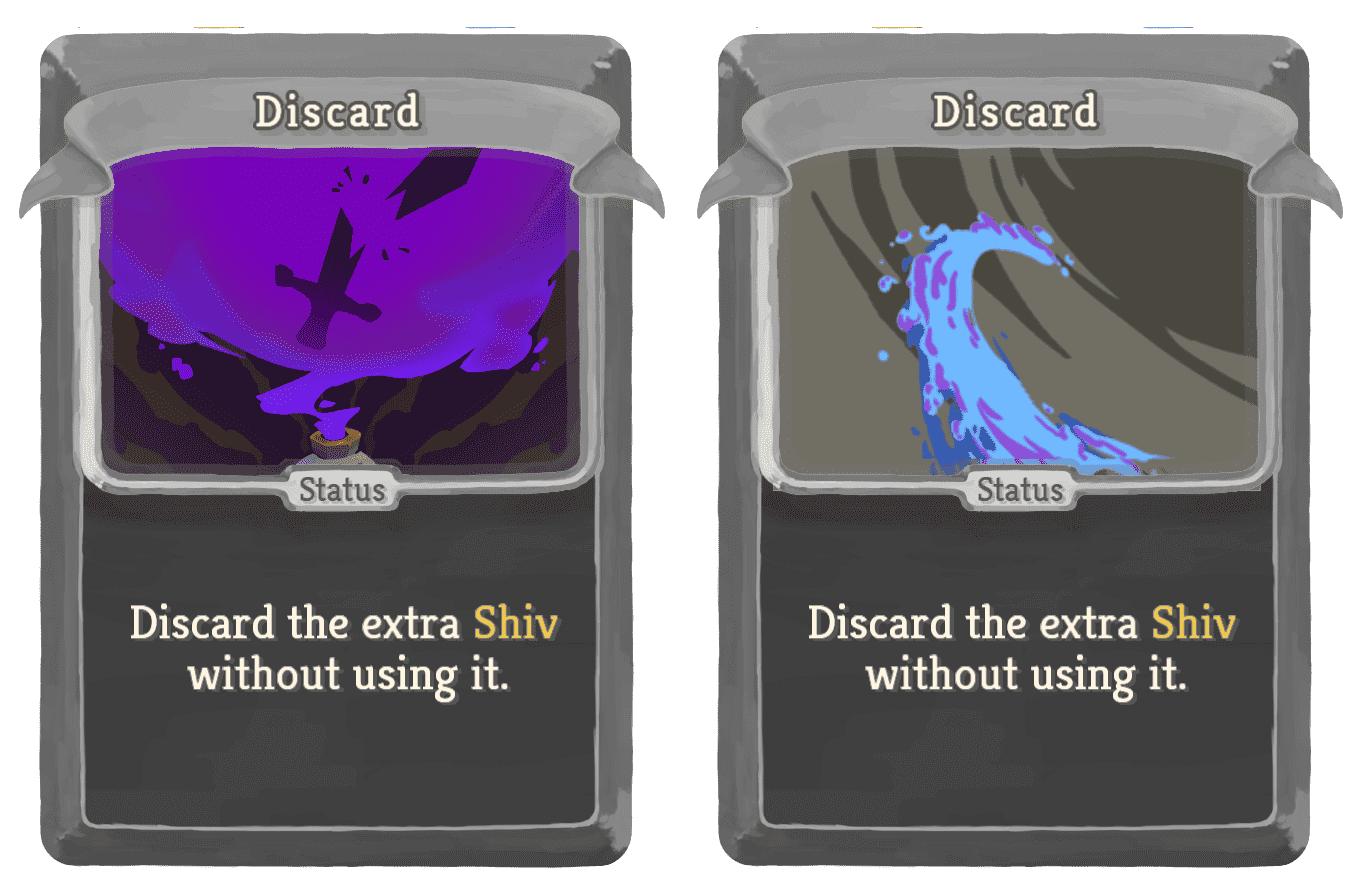 Discard
Status
Discard the extra Shiv
without using it.
Discard
Status
Discard the extra Shiv
without using it.